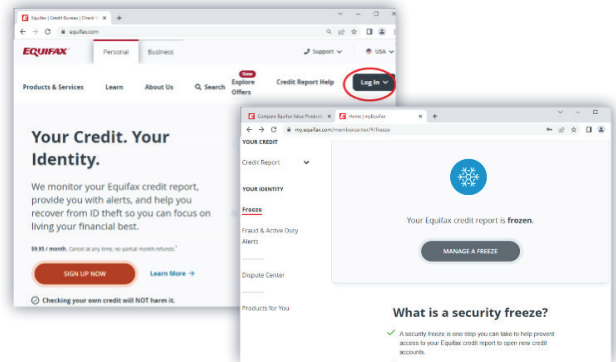 Equifax | Credit Bureau | Check Y
equifax.com
EQUIFAX
Personal
Business
Support
USA
Products & Services
Learn
About Us
Search
New
Explore
Offers
Credit Report Help
Log In
Your Credit. Your
Identity.
We monitor your Equifax credit report,
provide you with alerts, and help you
recover from ID theft so you can focus on
living your financial best.
$9.95 / month. Cancel at any time; no partial month refunds.
SIGN UP NOW
Learn More →
Checking your own credit will NOT harm it.
Compare Equifax Value Products
Home | myEquifax
my.equifax.com/membercenter/#/freeze
YOUR CREDIT
Credit Report
YOUR IDENTITY
Freeze
Fraud & Active Duty
Alerts
Dispute Center
Products for You
Your Equifax credit report is frozen.
MANAGE A FREEZE
What is a security freeze?
A security freeze is one step you can take to help prevent
access to your Equifax credit report to open new credit
accounts.